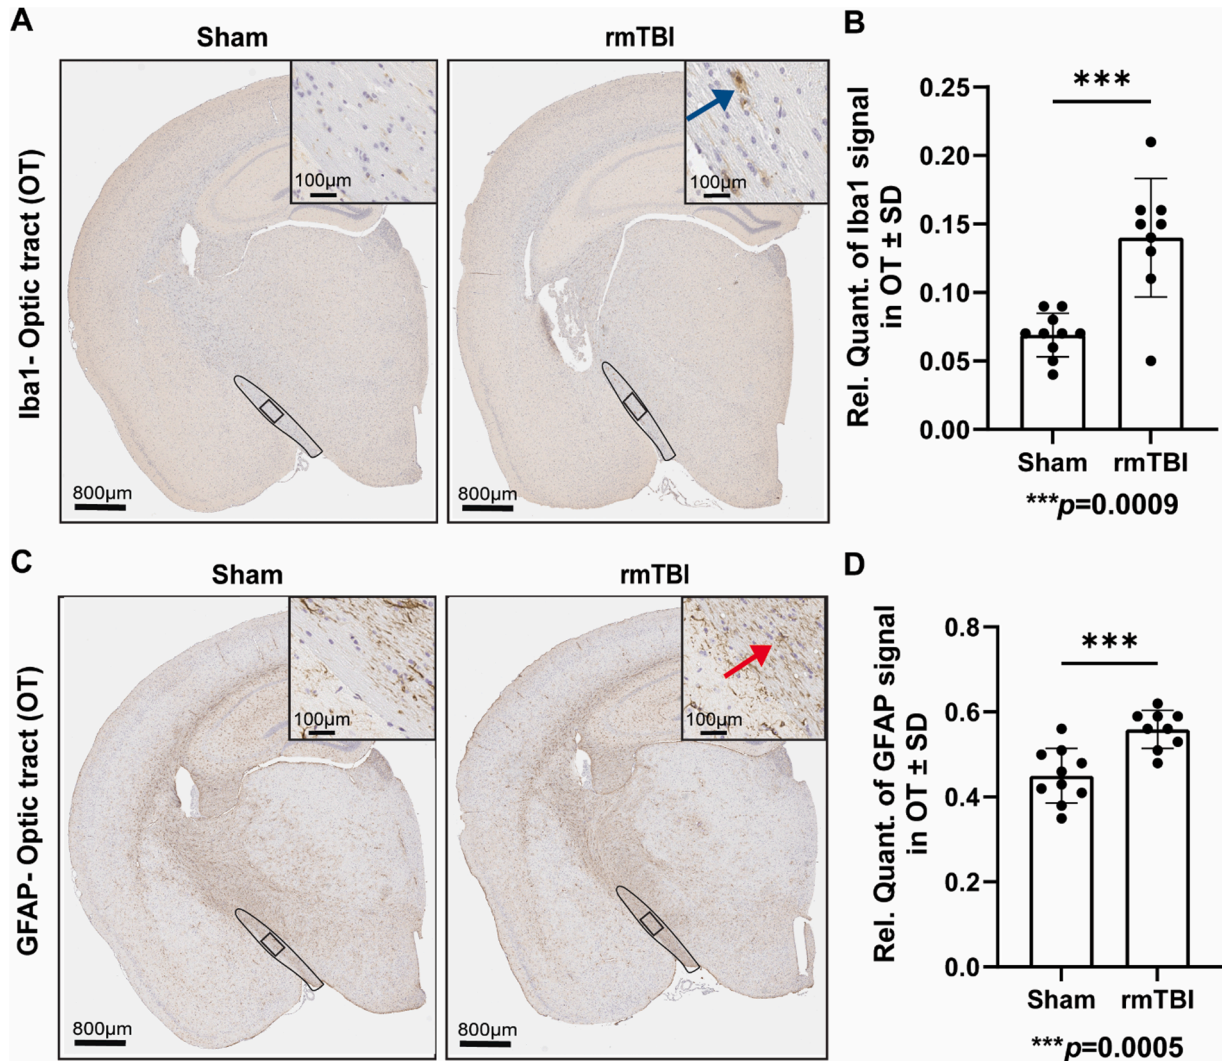 A
Sham
rmTBI
Iba1- Optic tract (OT)
100µm
100µm
800µm
800µm
B
Rel. Quant. of Iba1 signal
in OT ± SD
***
0.25
0.20
0.15
0.10
0.05
0.00
Sham
rmTBI
***p=0.0009
C
Sham
rmTBI
GFAP- Optic tract (OT)
100µm
100µm
800µm
800µm
D
Rel. Quant. of GFAP signal
in OT ± SD
***
0.8
0.6
0.4
0.2
0.0
Sham
rmTBI
***p=0.0005